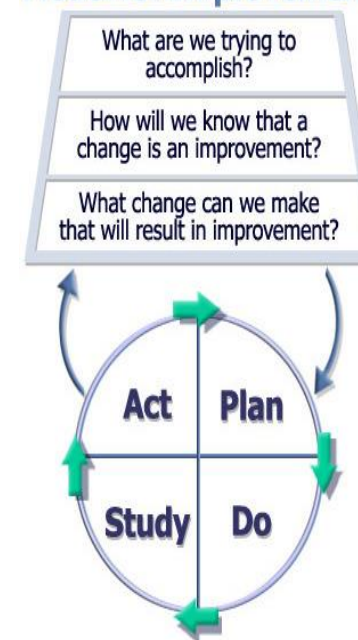 What are we trying to
accomplish?
How will we know that a
change is an improvement?
What change can we make
that will result in improvement?
Act Plan
Study Do